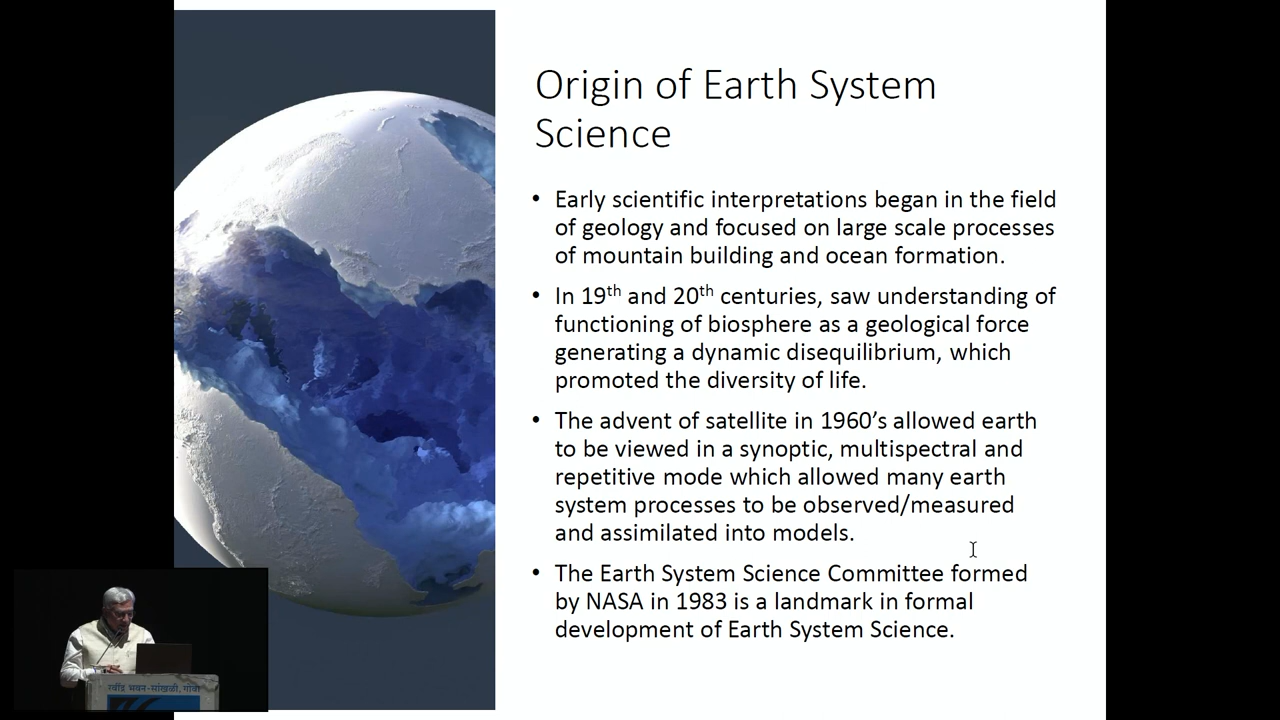 Origin of Earth System
Science
• Early scientific interpretations began in the field
of geology and focused on large scale processes
of mountain building and ocean formation.
• In 19th and 20th centuries, saw understanding of
functioning of biosphere as a geological force
generating a dynamic disequilibrium, which
promoted the diversity of life.
• The advent of satellite in 1960’s allowed earth
to be viewed in a synoptic, multispectral and
repetitive mode which allowed many earth
system processes to be observed/measured
and assimilated into models.
• The Earth System Science Committee formed
by NASA in 1983 is a landmark in formal
development of Earth System Science.
रवींद्र भवन-सांखळी, गोवा